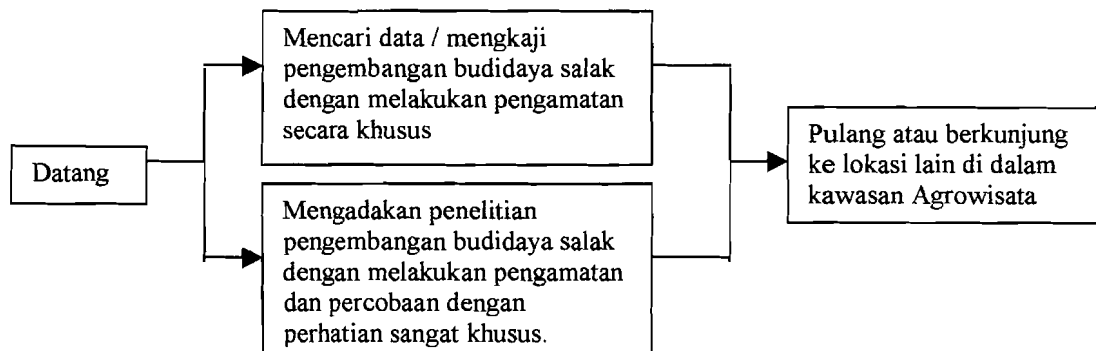 Datang
Mencari data / mengkaji
pengembangan budidaya salak
dengan melakukan pengamatan
secara khusus
Mengadakan penelitian
pengembangan budidaya salak
dengan melakukan pengamatan
dan percobaan dengan
perhatian sangat khusus.
Pulang atau berkunjung
ke lokasi lain di dalam
kawasan Agrowisata